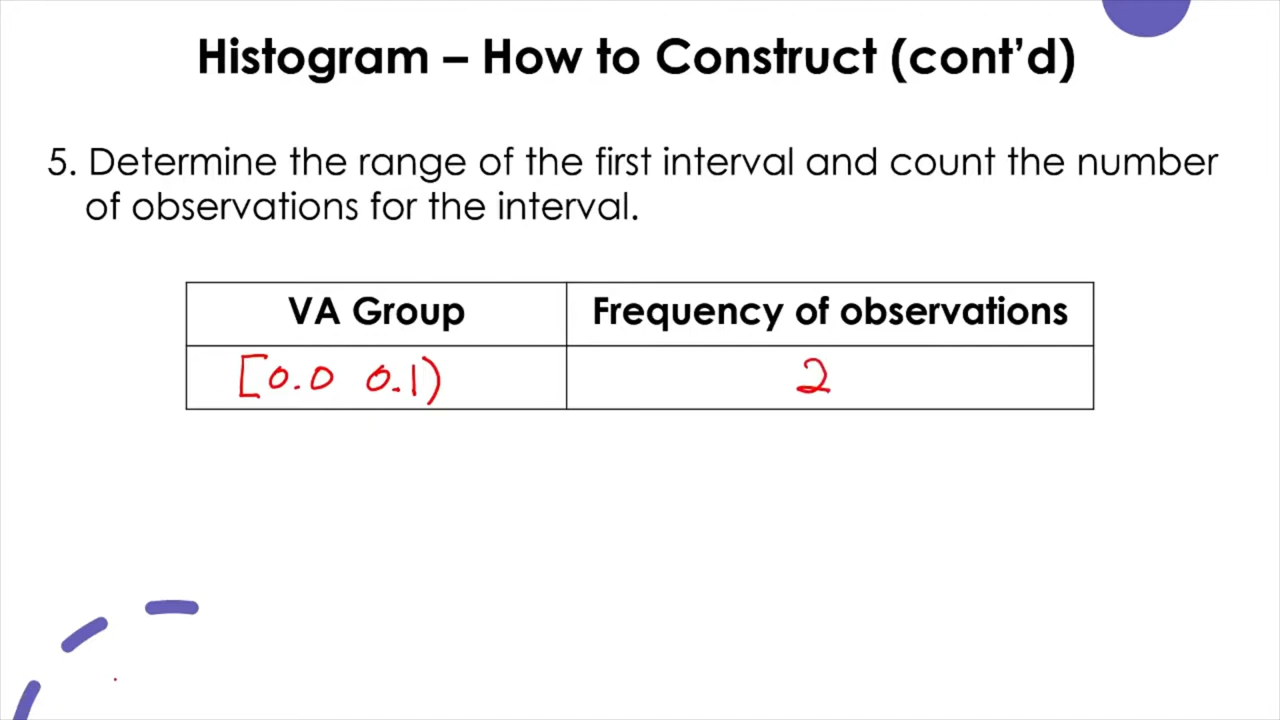 Histogram – How to Construct (cont’d)
5. Determine the range of the first interval and count the number
of observations for the interval.
VA Group Frequency of observations
[0.0 0.1) 2